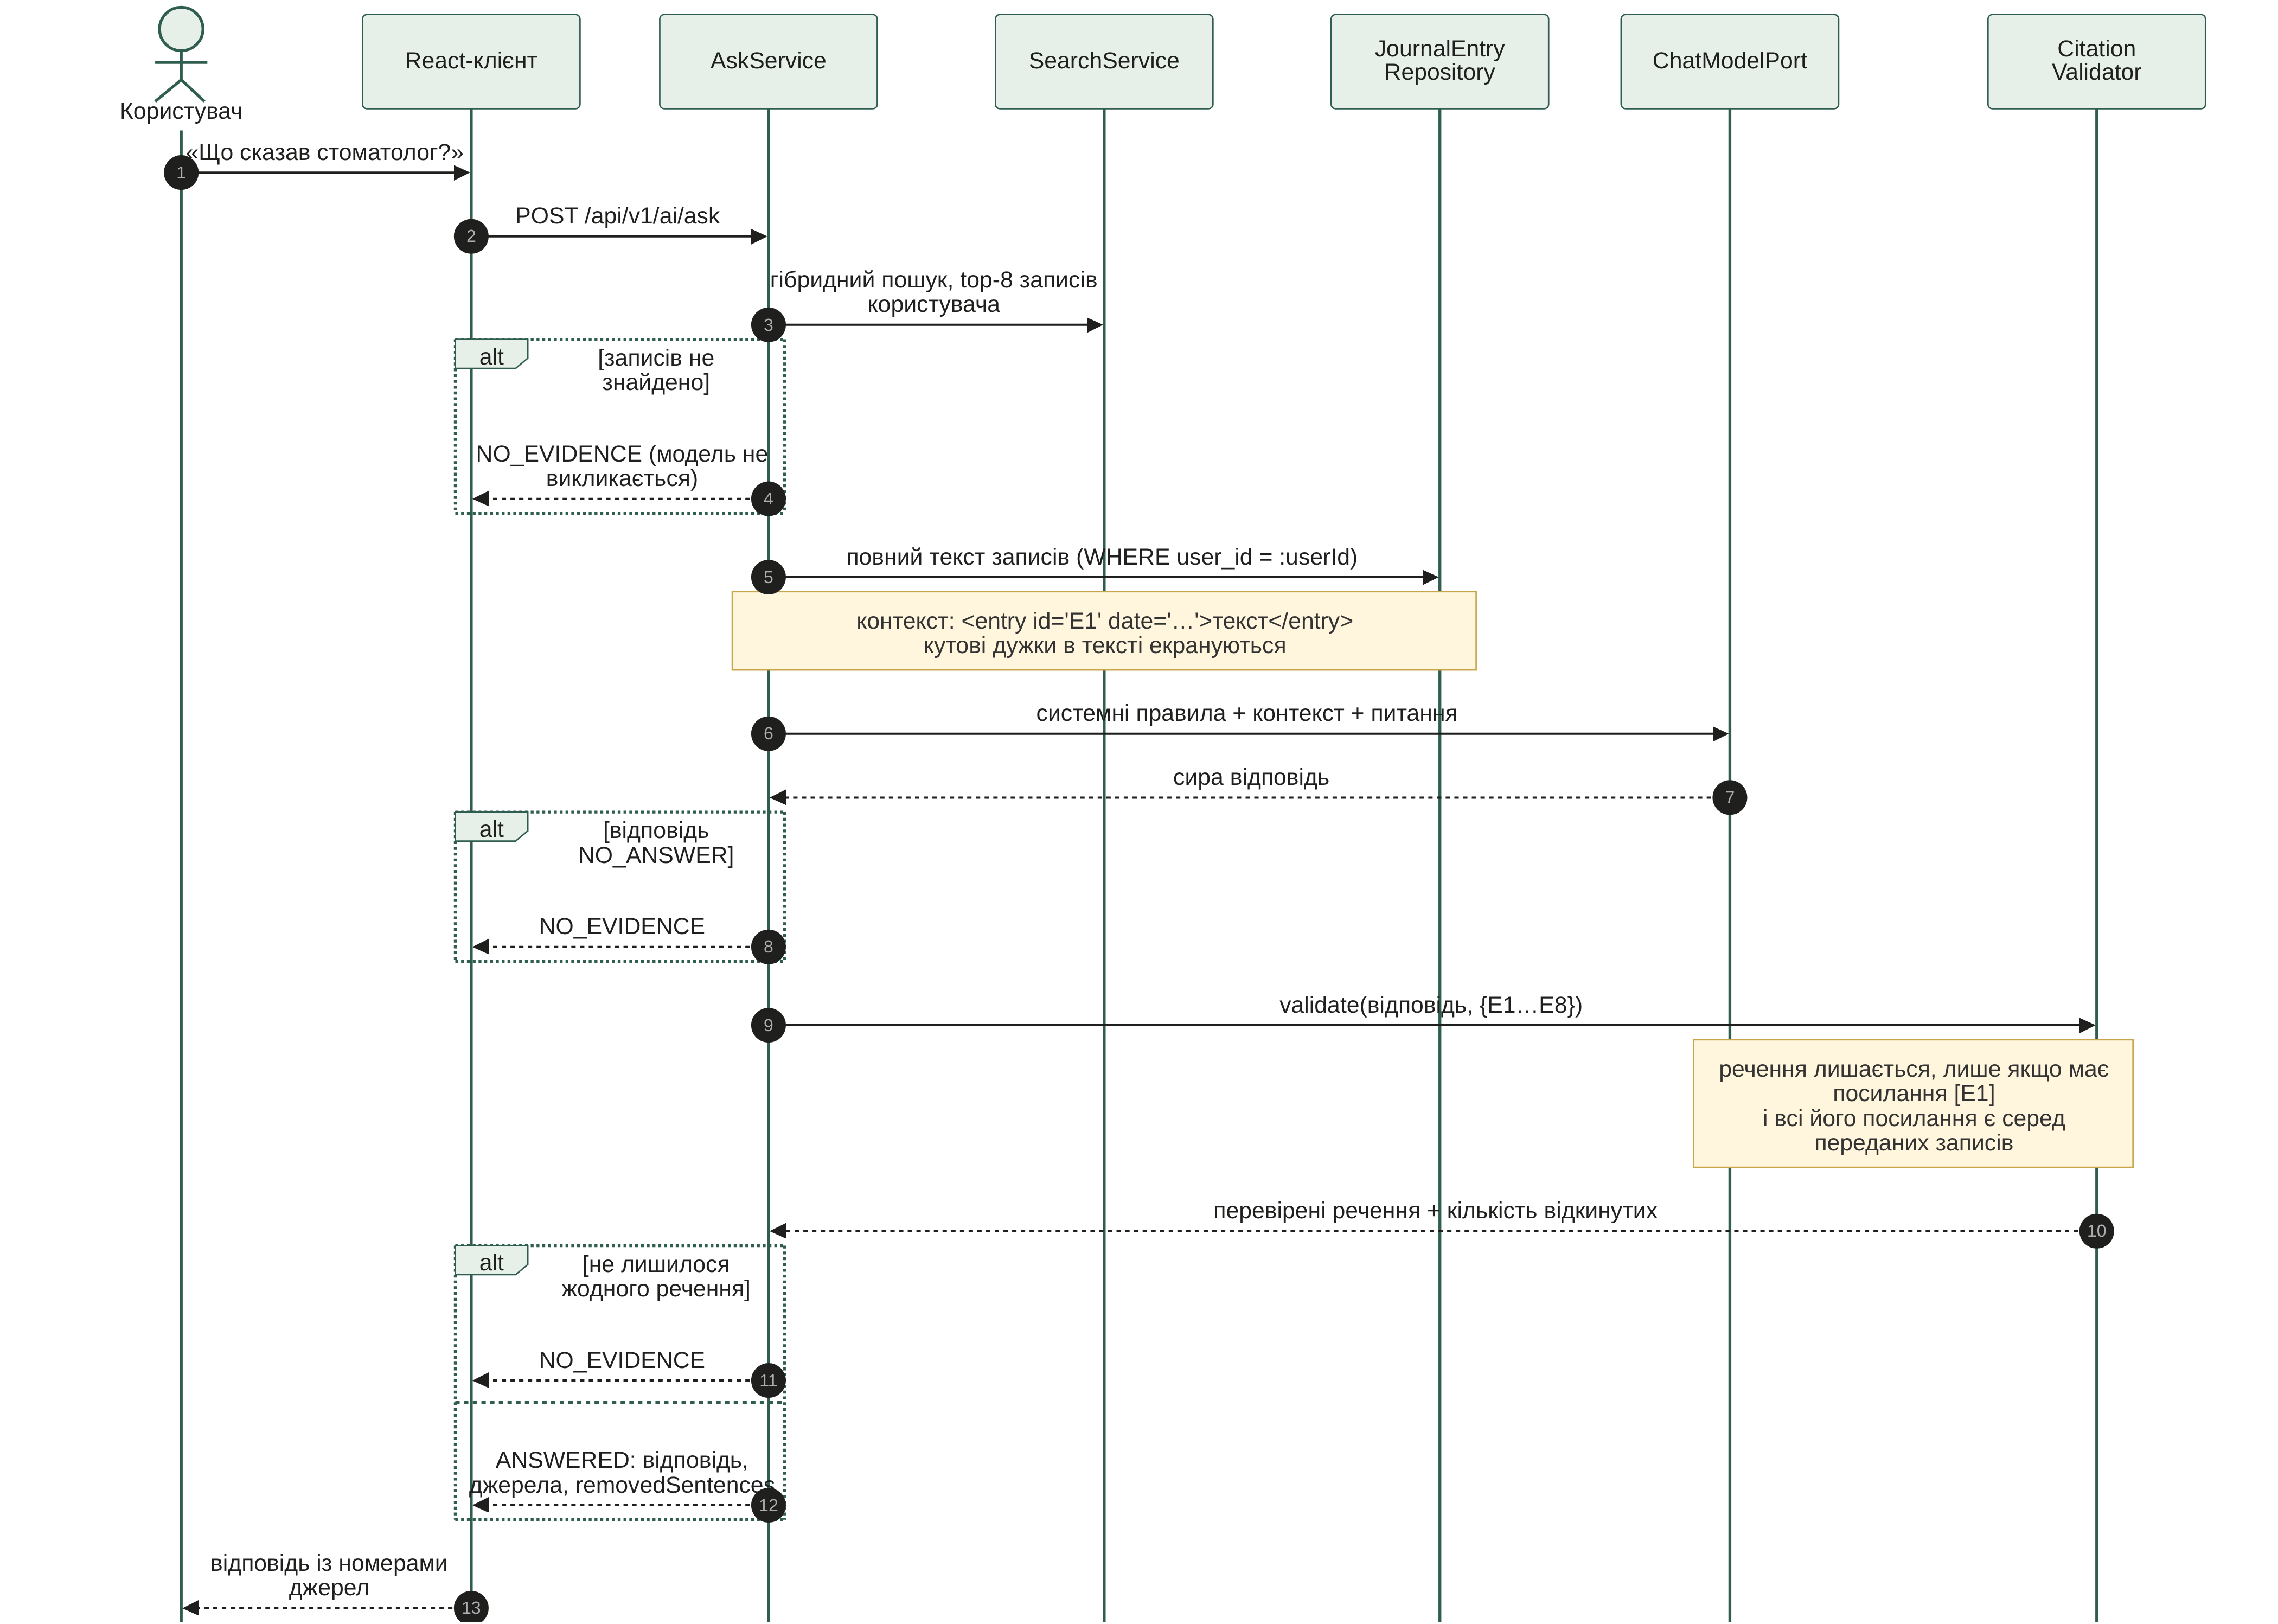 Користувач
React-клієнт
AskService
SearchService
JournalEntry
Repository
ChatModelPort
Citation
Validator
«Що сказав стоматолог?»
1
POST /api/v1/ai/ask
2
гібридний пошук, top-8 записів
користувача
3
alt
[записів не
знайдено]
NO_EVIDENCE (модель не
викликається)
4
повний текст записів (WHERE user_id = :userId)
5
контекст: <entry id='E1' date='…'>текст</entry>
кутові дужки в тексті екрануються
системні правила + контекст + питання
6
сира відповідь
7
alt
[відповідь
NO_ANSWER]
NO_EVIDENCE
8
validate(відповідь, {E1…E8})
9
речення лишається, лише якщо має
посилання [E1]
і всі його посилання є серед
переданих записів
перевірені речення + кількість відкинутих
10
alt
[не лишилося
жодного речення]
NO_EVIDENCE
11
ANSWERED: відповідь,
джерела, removedSentences
12
відповідь із номерами
джерел
13